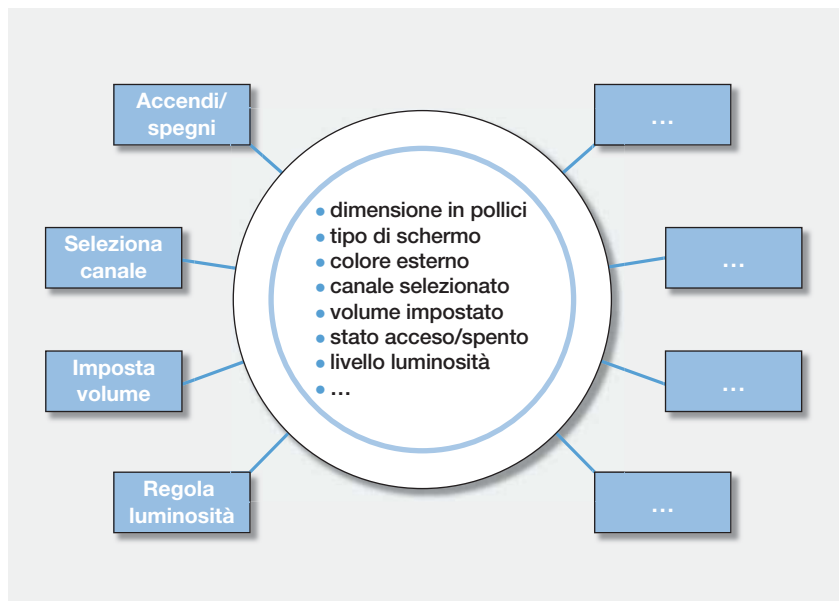 Accendi/
spegni
...
Seleziona
canale
...
Imposta
volume
...
Regola
luminosità
...
• dimensione in pollici
• tipo di schermo
• colore esterno
• canale selezionato
• volume impostato
• stato acceso/spento
• livello luminosità
• ...